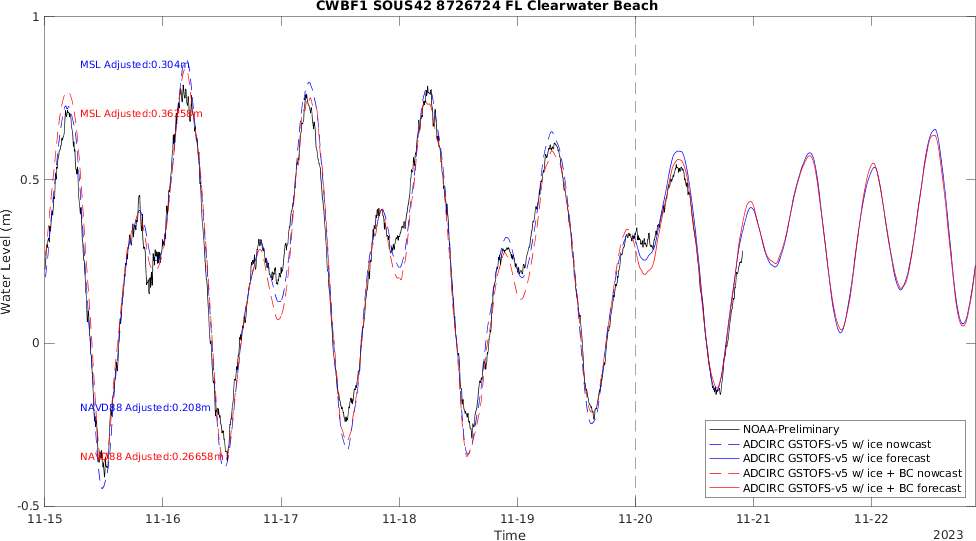 CWBF1 SOUS42 8726724 FL Clearwater Beach
1
0.5
0
-0.5
Water Level (m)
MSL Adjusted:0.304m
MSL Adjusted:0.36258m
NAVD88 Adjusted:0.208m
NAVD88 Adjusted:0.26658m
NOAA-Preliminary
ADCIRC GSTOFS-v5 w/ ice nowcast
ADCIRC GSTOFS-v5 w/ ice forecast
ADCIRC GSTOFS-v5 w/ ice + BC nowcast
ADCIRC GSTOFS-v5 w/ ice + BC forecast
11-15 11-16 11-17 11-18 11-19 11-20 11-21 11-22
Time
2023